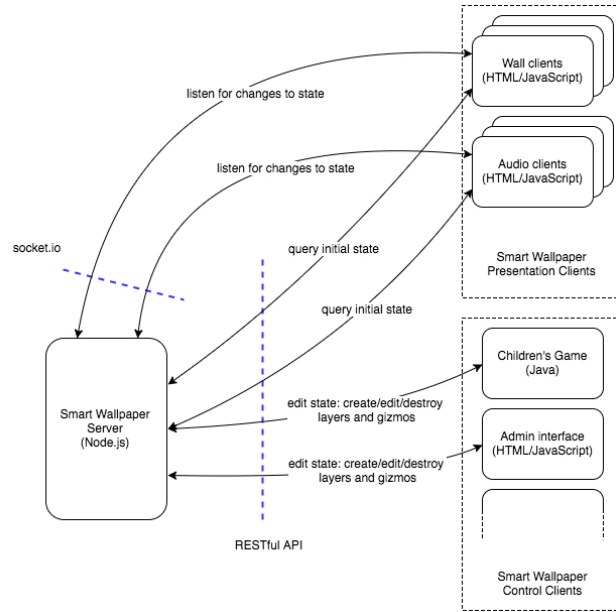 Wall clients
(HTML/JavaScript)
listen for changes to state
Audio clients
(HTML/JavaScript)
listen for changes to state
socket.io
query initial state
Smart Wallpaper
Presentation Clients
query initial state
Children's Game
(Java)
edit state: create/edit/destroy
layers and gizmos
Smart Wallpaper
Server
(Node.js)
Admin interface
(HTML/JavaScript)
edit state: create/edit/destroy
layers and gizmos
RESTful API
Smart Wallpaper
Control Clients